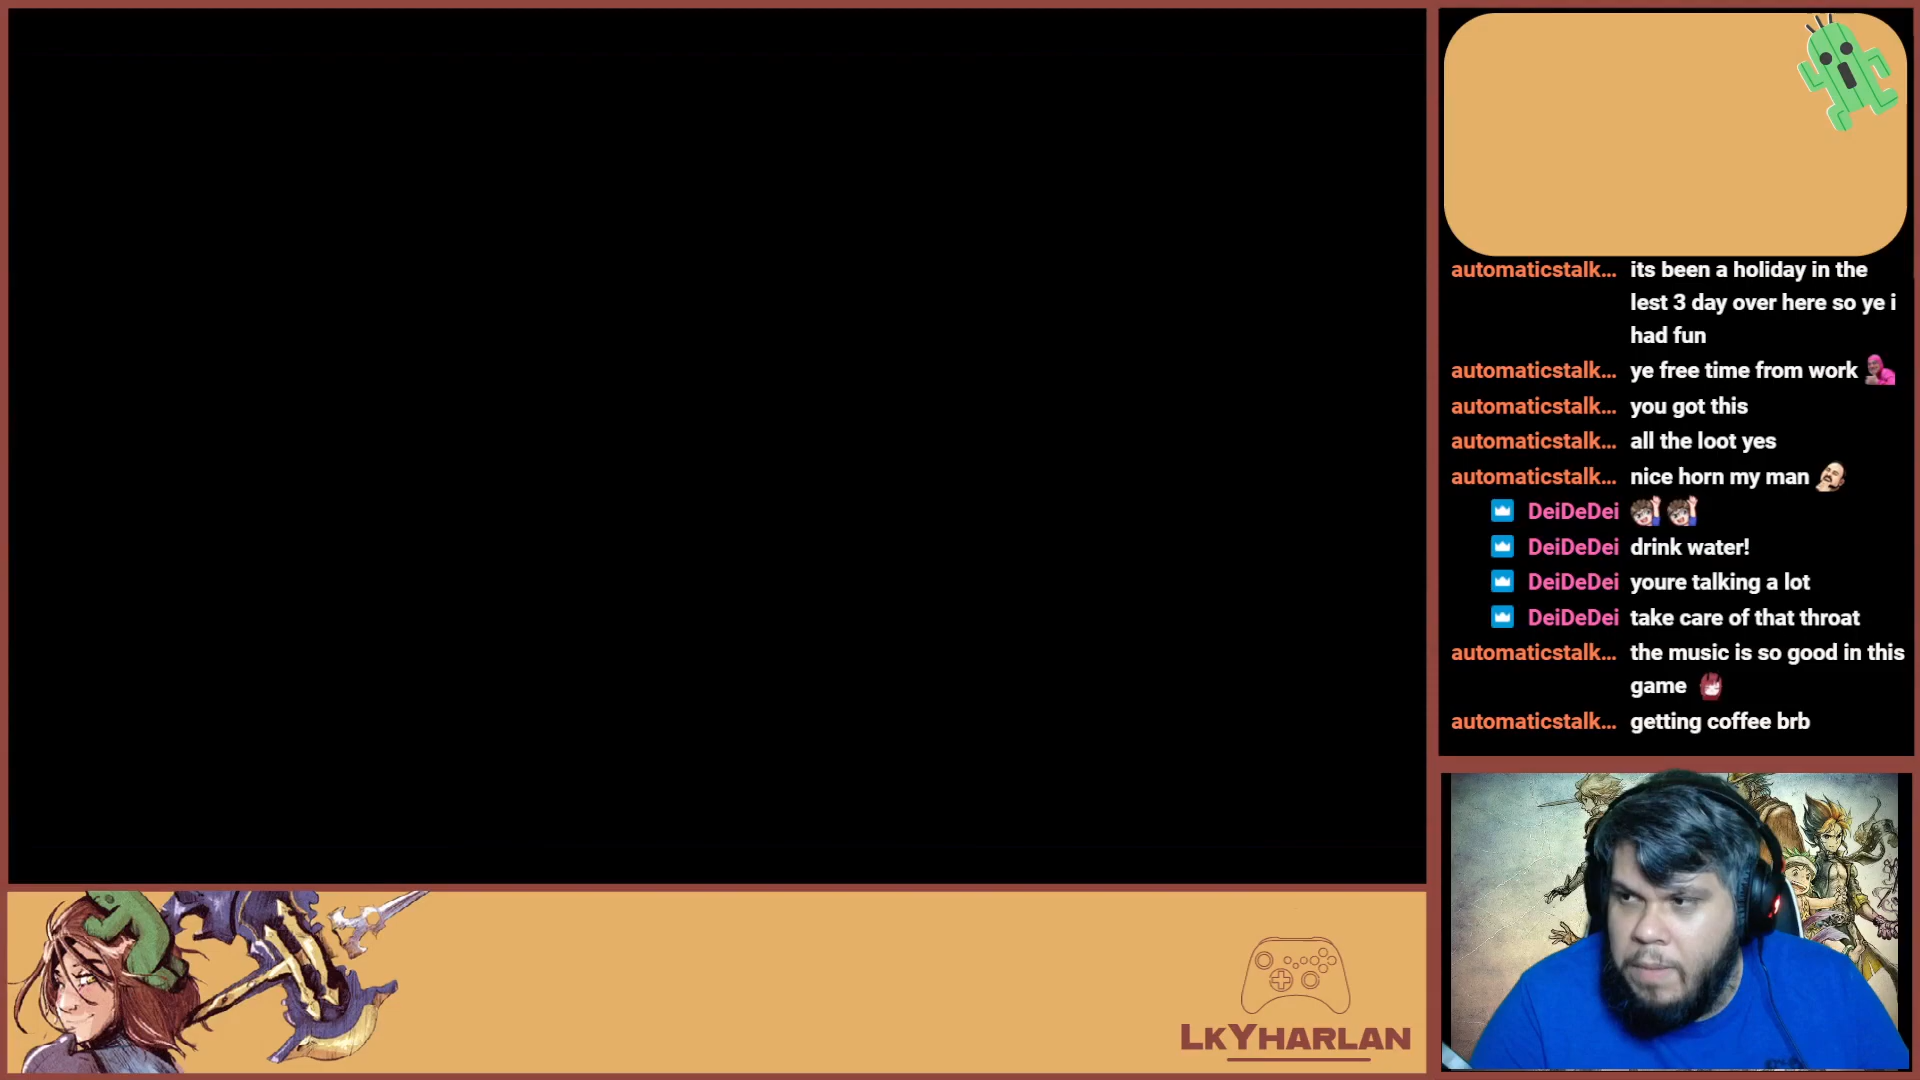 automaticstalk... its been a holiday in the
lest 3 day over here so ye i
had fun
automaticstalk... ye free time from work
automaticstalk... you got this
automaticstalk... all the loot yes
automaticstalk... nice horn my man
DeiDeDei
DeiDeDei drink water!
DeiDeDei youre talking a lot
DeiDeDei take care of that throat
automaticstalk... the music is so good in this
game
automaticstalk... getting coffee brb
LKYHARLAN